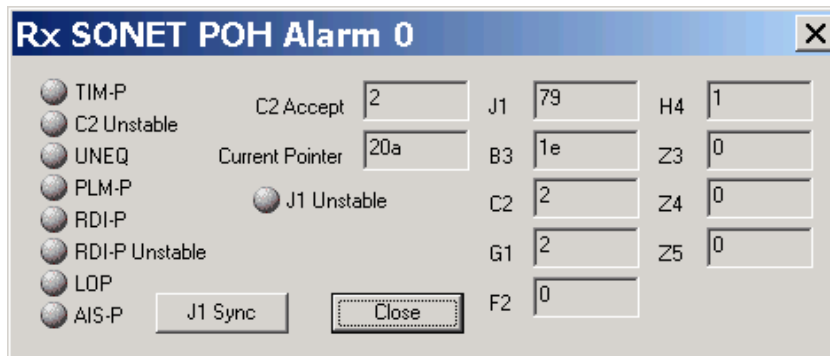 Rx SONET POH Alarm 0
TIM-P
C2 Unstable
UNEQ
PLM-P
RDI-P
RDI-P Unstable
LOP
AIS-P
C2 Accept 2
Current Pointer 20a
J1 Unstable
J1 Sync
Close
J1 79
B3 1e
C2 2
G1 2
F2 0
H4 1
Z3 0
Z4 0
Z5 0